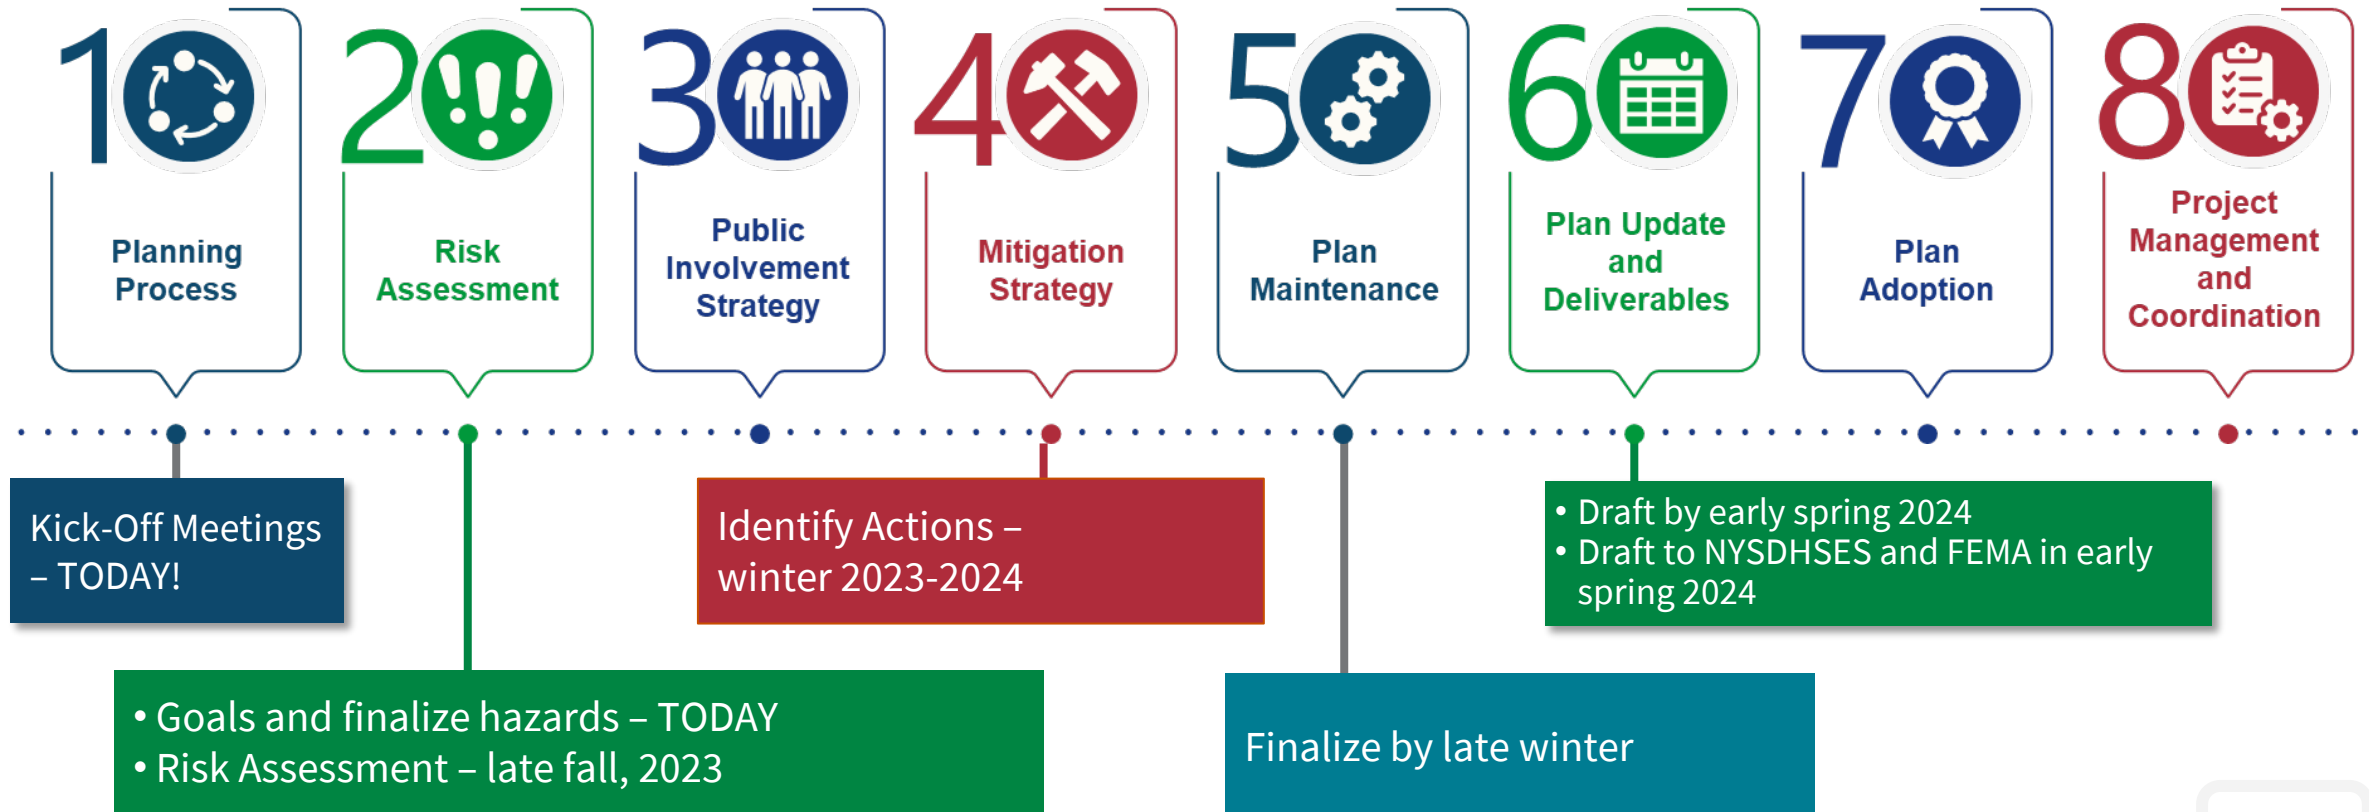 1
Planning
Process
2
Risk
Assessment
3
Public
Involvement
Strategy
4
Mitigation
Strategy
5
Plan
Maintenance
6
Plan Update
and
Deliverables
7
Plan
Adoption
8
Project
Management
and
Coordination
Kick-Off Meetings
– TODAY!
• Goals and finalize hazards – TODAY
• Risk Assessment – late fall, 2023
Identify Actions –
winter 2023-2024
Finalize by late winter
• Draft by early spring 2024
• Draft to NYSDHSES and FEMA in early
spring 2024